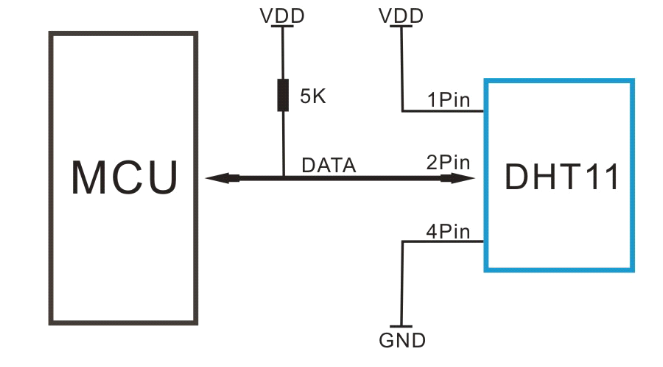 VDD
VDD
5K
1Pin
MCU
DATA
2Pin
DHT11
4Pin
GND